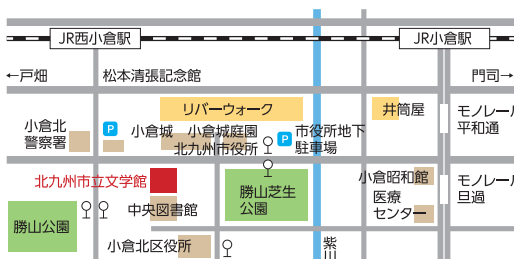 JR西小倉駅
JR小倉駅
←戸畑
松本清張記念館
門司→
リバーウォーク
井筒屋
モノレール
平和通
小倉北
警察署
P
小倉城
小倉城庭園
北九州市役所
P
市役所地下
駐車場
北九州市立文学館
勝山芝生
公園
小倉昭和館
医療
センター
モノレール
旦過
勝山公園
中央図書館
小倉北区役所
紫川